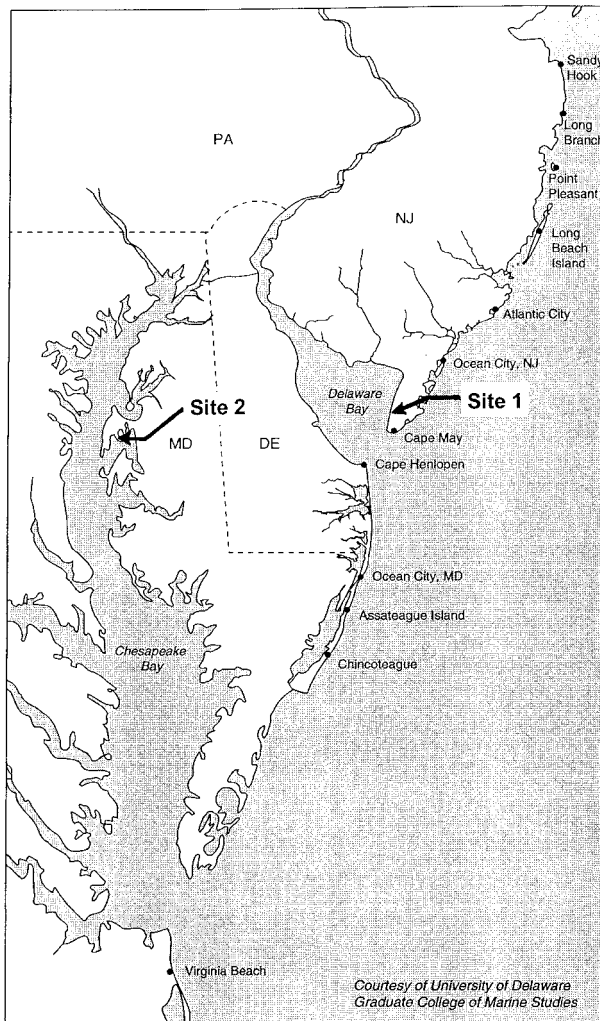 Sandy
Hook
Long
Branch
PA
Point
Pleasant
NJ
Long
Beach
Island
Atlantic City
Ocean City, NJ
Delaware
Bay
Site 1
Site 2
Cape May
MD
DE
Cape Henlopen
Ocean City, MD
Assateague Island
Chesapeake
Bay
Chincoteague
Virginia Beach
Courtesy of University of Delaware
Graduate College of Marine Studies